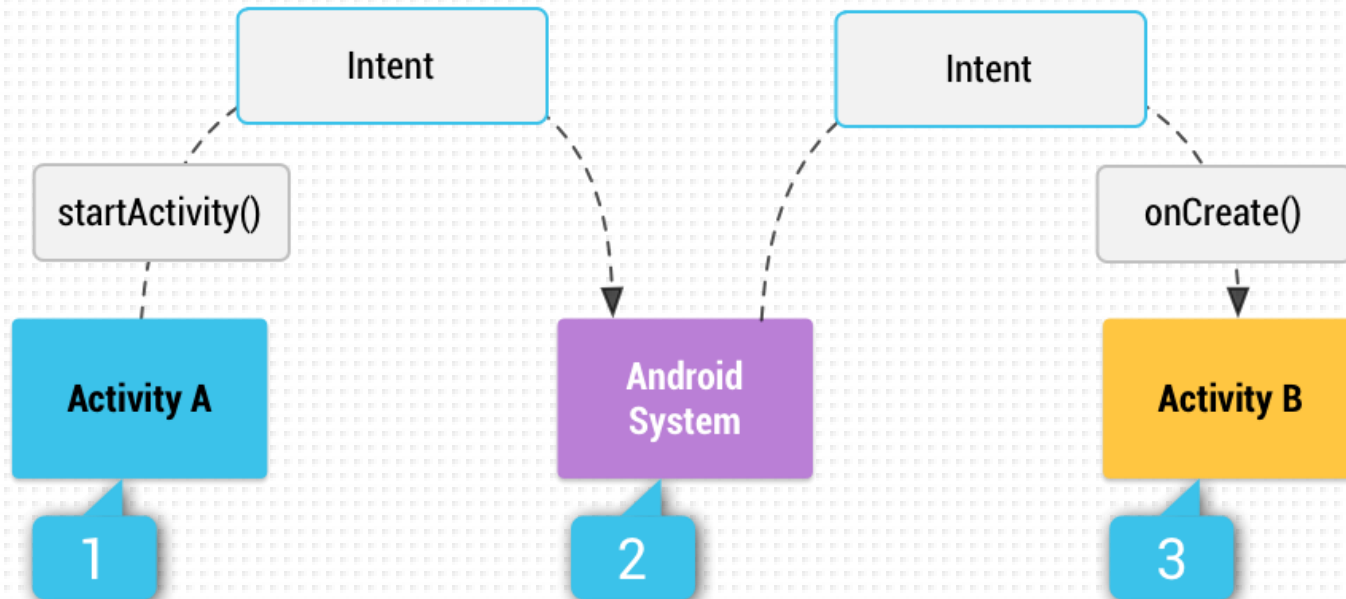 Intent
Intent
startActivity()
onCreate()
Activity A
Android
System
Activity B
1
2
3